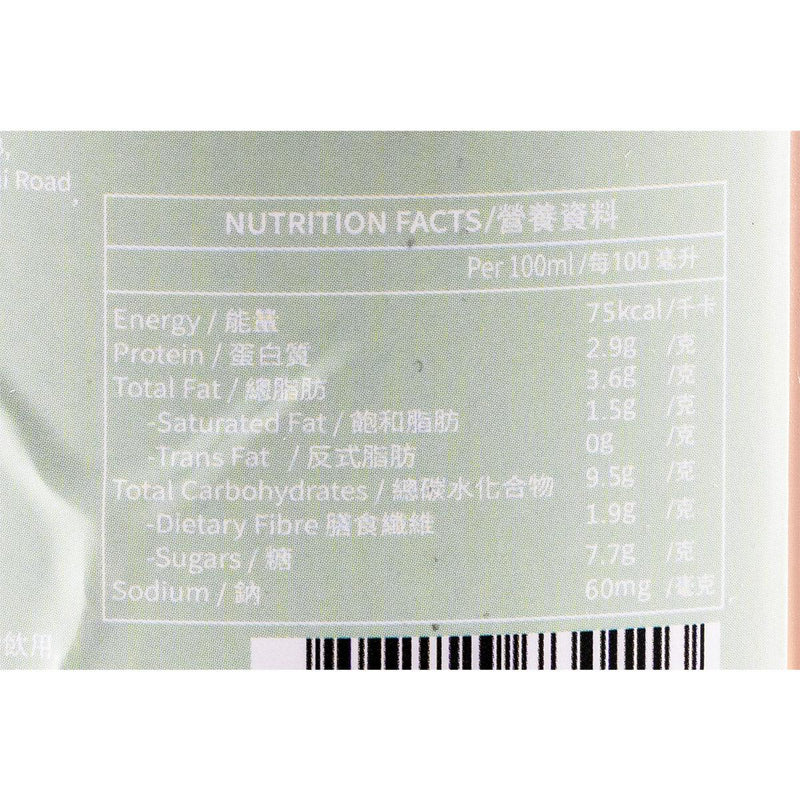 Road,
NUTRITION FACTS/營養資料
Per 100ml/每100 毫升
Energy / 能量 75kcal/千卡
Protein / 蛋白質 2.9g /克
Total Fat / 總脂肪 3.6g /克
-Saturated Fat / 飽和脂肪 1.5g /克
-Trans Fat / 反式脂肪 0g /克
Total Carbohydrates / 總碳水化合物 9.5g /克
-Dietary Fibre 膳食纖維 1.9g /克
-Sugars / 糖 7.7g /克
Sodium / 鈉 60mg /毫克
飲用